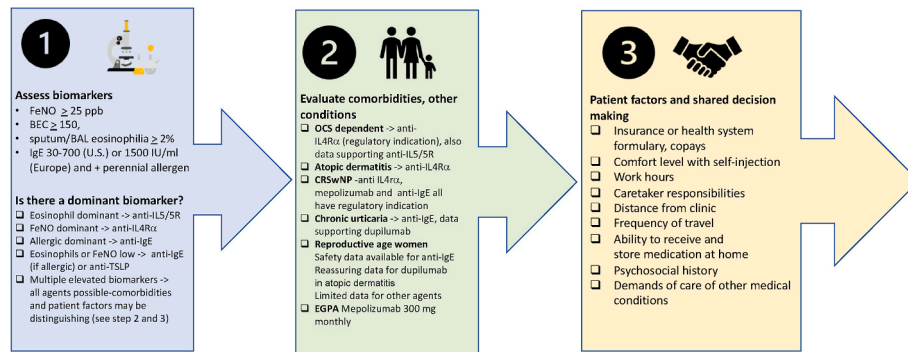 1
Assess biomarkers
• FeNO ≥ 25 ppb
• BEC ≥ 150,
• sputum/BAL eosinophilia ≥ 2%
• IgE 30-700 (U.S.) or 1500 IU/ml
(Europe) and + perennial allergen
Is there a dominant biomarker?
❑ Eosinophil dominant -> anti-IL5/5R
❑ FeNO dominant -> anti-IL4Rα
❑ Allergic dominant -> anti-IgE
❑ Eosinophils or FeNO low -> anti-IgE
(if allergic) or anti-TSLP
❑ Multiple elevated biomarkers ->
all agents possible-comorbidities
and patient factors may be
distinguishing (see step 2 and 3)
2
Evaluate comorbidities, other
conditions
❑ OCS dependent -> anti-
IL4Rα (regulatory indication), also
data supporting anti-IL5/5R
❑ Atopic dermatitis -> anti-IL4Rα
❑ CRSwNP -anti IL4rα,
mepolizumab and anti-IgE all
have regulatory indication
❑ Chronic urticaria -> anti-IgE, data
supporting dupilumab
❑ Reproductive age women
Safety data available for anti-IgE
Reassuring data for dupilumab
in atopic dermatitis
Limited data for other agents
❑ EGPA Mepolizumab 300 mg
monthly
3
Patient factors and shared decision
making
❑ Insurance or health system
formulary, copays
❑ Comfort level with self-injection
❑ Work hours
❑ Caretaker responsibilities
❑ Distance from clinic
❑ Frequency of travel
❑ Ability to receive and
store medication at home
❑ Psychosocial history
❑ Demands of care of other medical
conditions